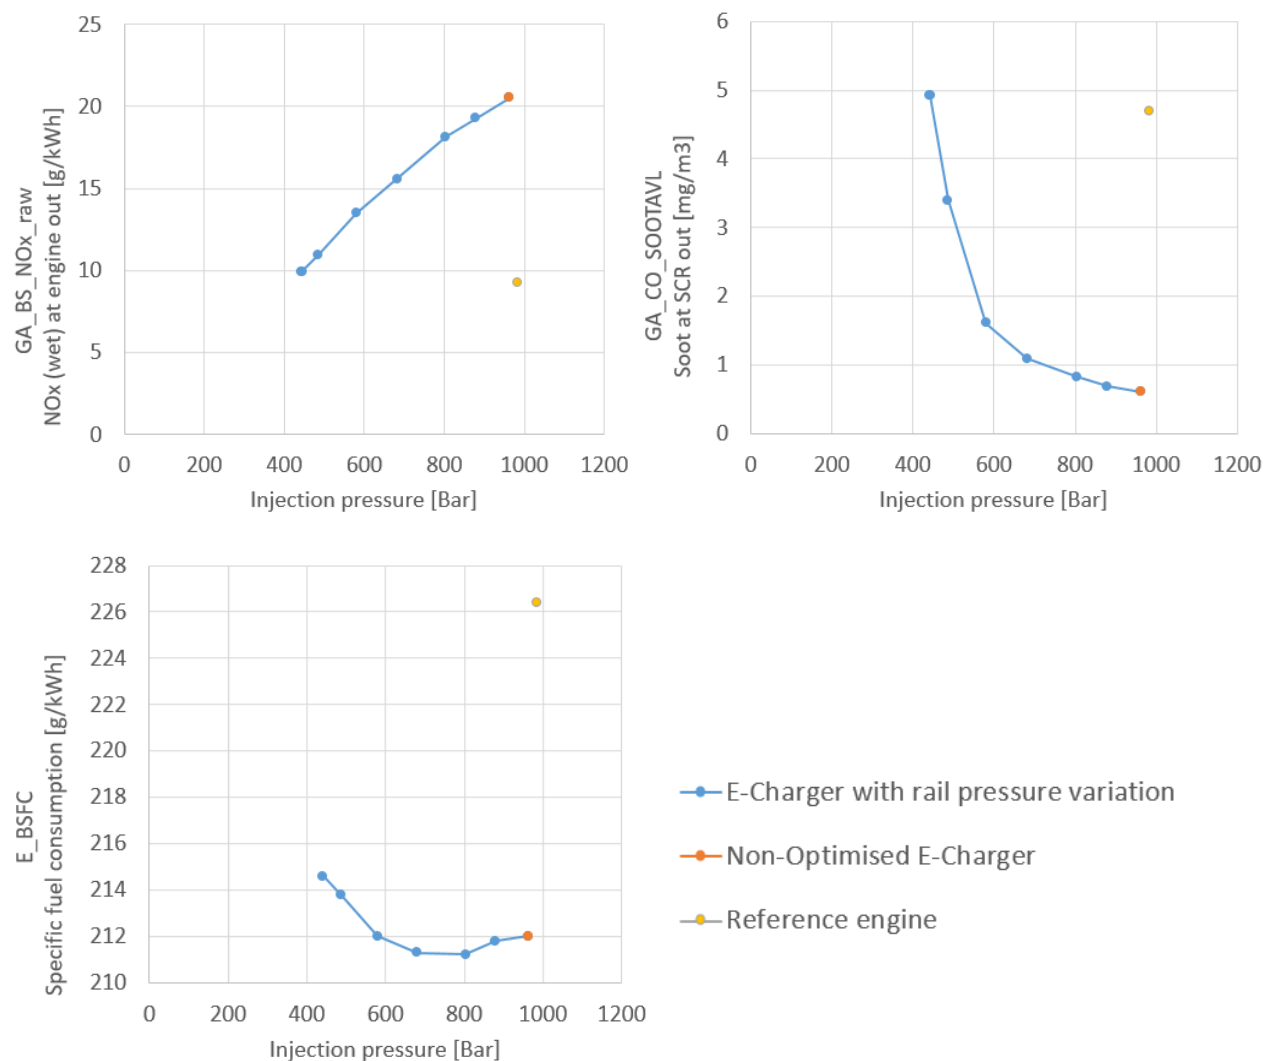 GA_BS_NOx_raw
NOx (wet) at engine out [g/kWh]
25
20
15
10
5
0
0 200 400 600 800 1000 1200
Injection pressure [Bar]
GA_CO_SOOTAVL
Soot at SCR out [mg/m3]
6
5
4
3
2
1
0
0 200 400 600 800 1000 1200
Injection pressure [Bar]
E_BSFC
Specific fuel consumption [g/kWh]
228
226
224
222
220
218
216
214
212
210
0 200 400 600 800 1000 1200
Injection pressure [Bar]
E-Charger with rail pressure variation
Non-Optimised E-Charger
Reference engine